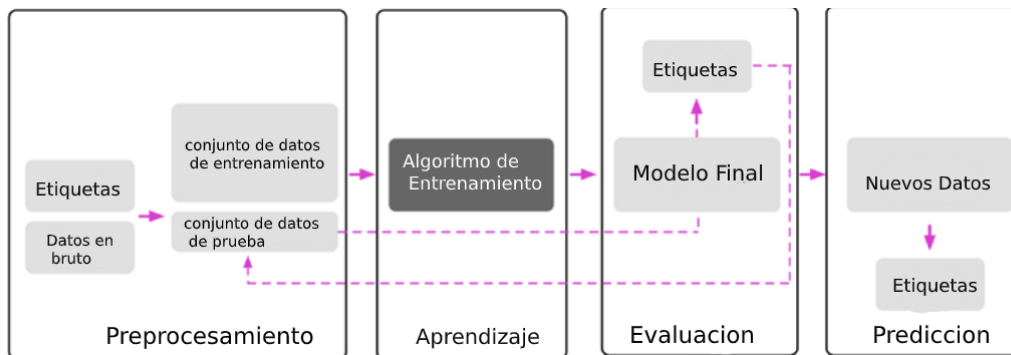 Etiquetas
Datos en
bruto
conjunto de datos
de entrenamiento
conjunto de datos
de prueba
Preprocesamiento
Algoritmo de
Entrenamiento
Aprendizaje
Etiquetas
Modelo Final
Evaluacion
Nuevos Datos
Etiquetas
Prediccion